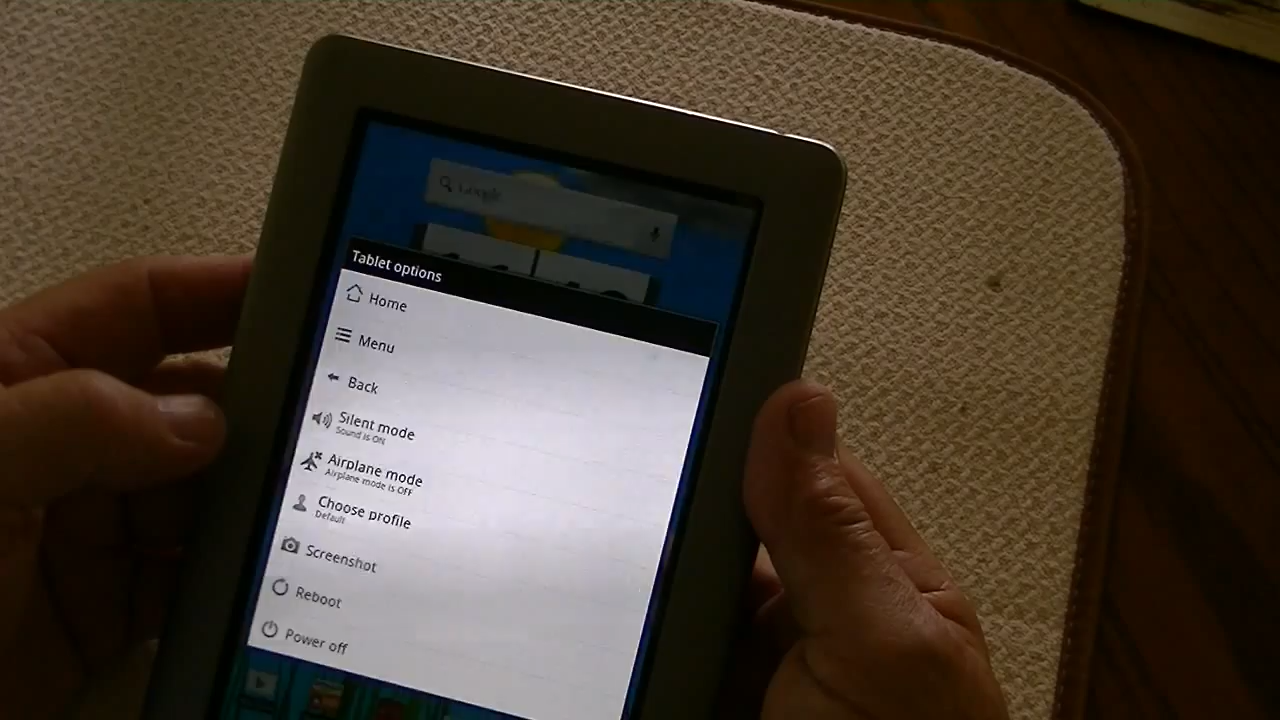 Google
Tablet options
Home
Menu
Back
Silent mode
Sound is ON
Airplane mode
Airplane mode is OFF
Choose profile
Default
Screenshot
Reboot
Power off